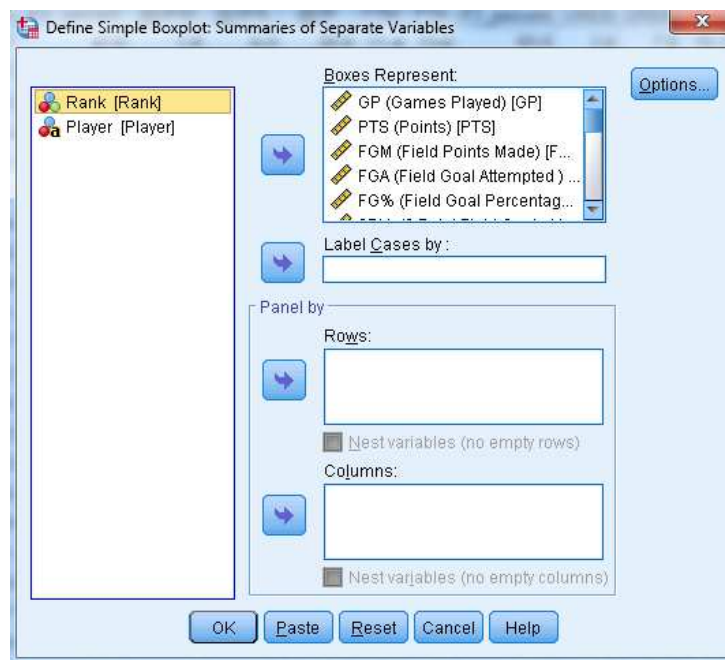 Define Simple Boxplot: Summaries of Separate Variables
Rank [Rank]
Player [Player]
Boxes Represent:
GP (Games Played) [GP]
PTS (Points) [PTS]
FGM (Field Points Made) [F...
FGA (Field Goal Attempted ) ...
FG% (Field Goal Percentag...
Options...
Label Cases by :
Panel by
Rows:
Nest variables (no empty rows)
Columns:
Nest variables (no empty columns)
OK
Paste
Reset
Cancel
Help